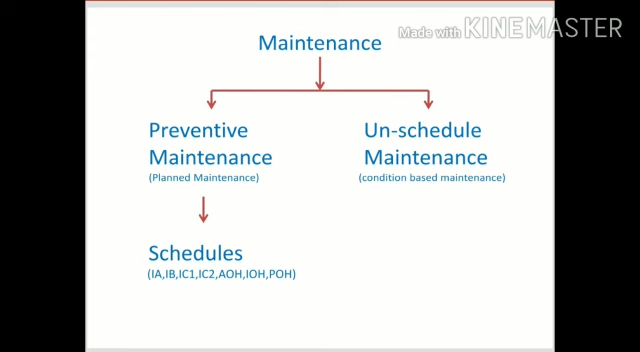 Made with KINEMASTER
Maintenance
Preventive Un-schedule
Maintenance Maintenance
(Planned Maintenance) (condition based maintenance)
Schedules
(IA,IB,IC1,IC2,AOH,IOH,POH)